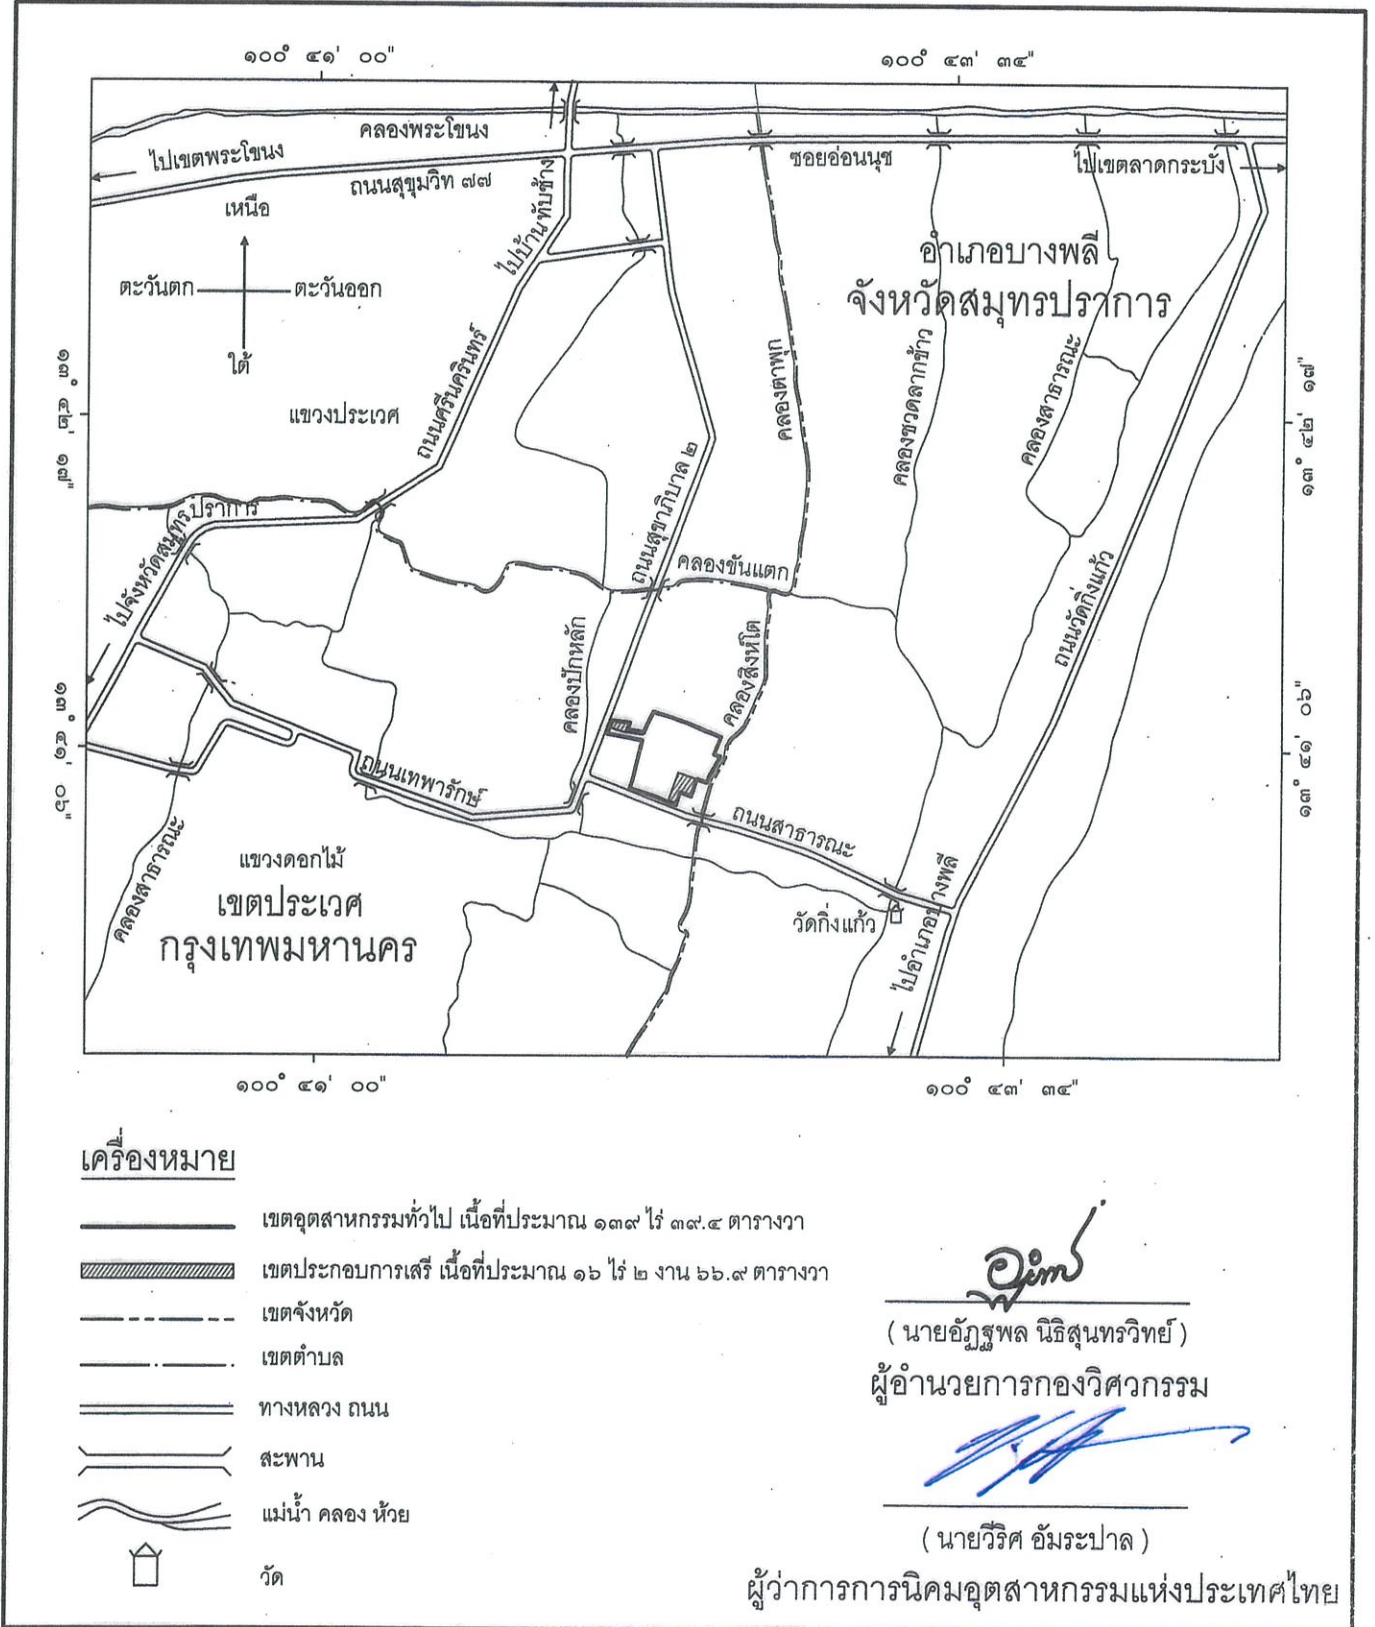 ๑๐๐° ๔๑' ๐๐"
๑๐๐° ๔๓' ๓๔"
คลองพระโขนง
ไปเขตพระโขนง
ถนนสุขุมวิท ๗๗
ซอยอ่อนนุช
ไปเขตลาดกระบัง
ไปบ้านทับช้าง
เหนือ
ตะวันตก
ตะวันออก
ใต้
อำเภอบางพลี
จังหวัดสมุทรปราการ
๑๓° ๔๒' ๑๗"
๑๓° ๔๒' ๑๗"
แขวงประเวศ
ถนนศรีนครินทร์
คลองตาพุก
คลองชวดลากข้าว
คลองสาธารณะ
ถนนสุขาภิบาล ๒
ไปจังหวัดสมุทรปราการ
คลองขันแตก
ถนนวัดกิ่งแก้ว
คลองปักหลัก
คลองสิงห์โต
๑๓° ๔๑' ๐๖"
๑๓° ๔๑' ๐๖"
ถนนเทพารักษ์
ถนนสาธารณะ
คลองสาธารณะ
แขวงดอกไม้
เขตประเวศ
กรุงเทพมหานคร
วัดกิ่งแก้ว
ไปอำเภอบางพลี
๑๐๐° ๔๑' ๐๐"
๑๐๐° ๔๓' ๓๔"
เครื่องหมาย
เขตอุตสาหกรรมทั่วไป เนื้อที่ประมาณ ๑๓๙ ไร่ ๓๙.๔ ตารางวา
เขตประกอบการเสรี เนื้อที่ประมาณ ๑๖ ไร่ ๒ งาน ๖๖.๙ ตารางวา
เขตจังหวัด
เขตตำบล
ทางหลวง ถนน
สะพาน
แม่น้ำ คลอง ห้วย
วัด
( นายอัฏฐพล นิธิสุนทรวิทย์ )
ผู้อำนวยการกองวิศวกรรม
( นายวีริศ อัมระปาล )
ผู้ว่าการการนิคมอุตสาหกรรมแห่งประเทศไทย